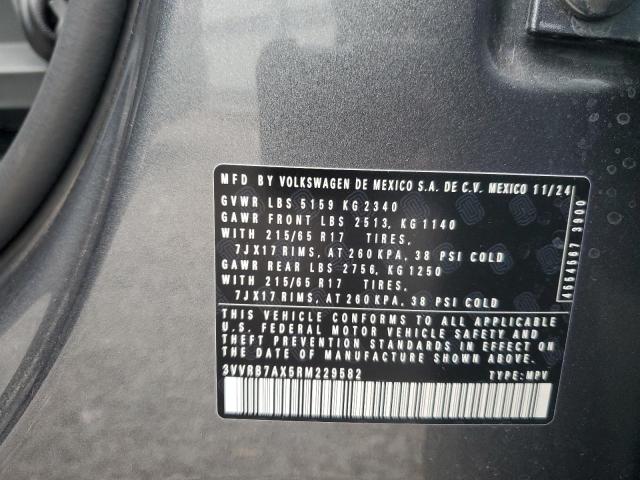 MFD BY VOLKSWAGEN DE MEXICO S.A. DE C.V. MEXICO 11/24
GVWR LBS 5159 KG 2340
GAWR FRONT LBS 2513, KG 1140
WITH 215/65 R17 TIRES,
7JX17 RIMS, AT 260 KPA, 38 PSI COLD
GAWR REAR LBS 2756, KG 1250
WITH 215/65 R17 TIRES,
7JX17 RIMS, AT 260 KPA, 38 PSI COLD
4654567 3900
THIS VEHICLE CONFORMS TO ALL APPLICABLE
U.S. FEDERAL MOTOR VEHICLE SAFETY AND
THEFT PREVENTION STANDARDS IN EFFECT ON
THE DATE OF MANUFACTURE SHOWN ABOVE.
3VVRB7AX6RM229582 TYPE: MPV